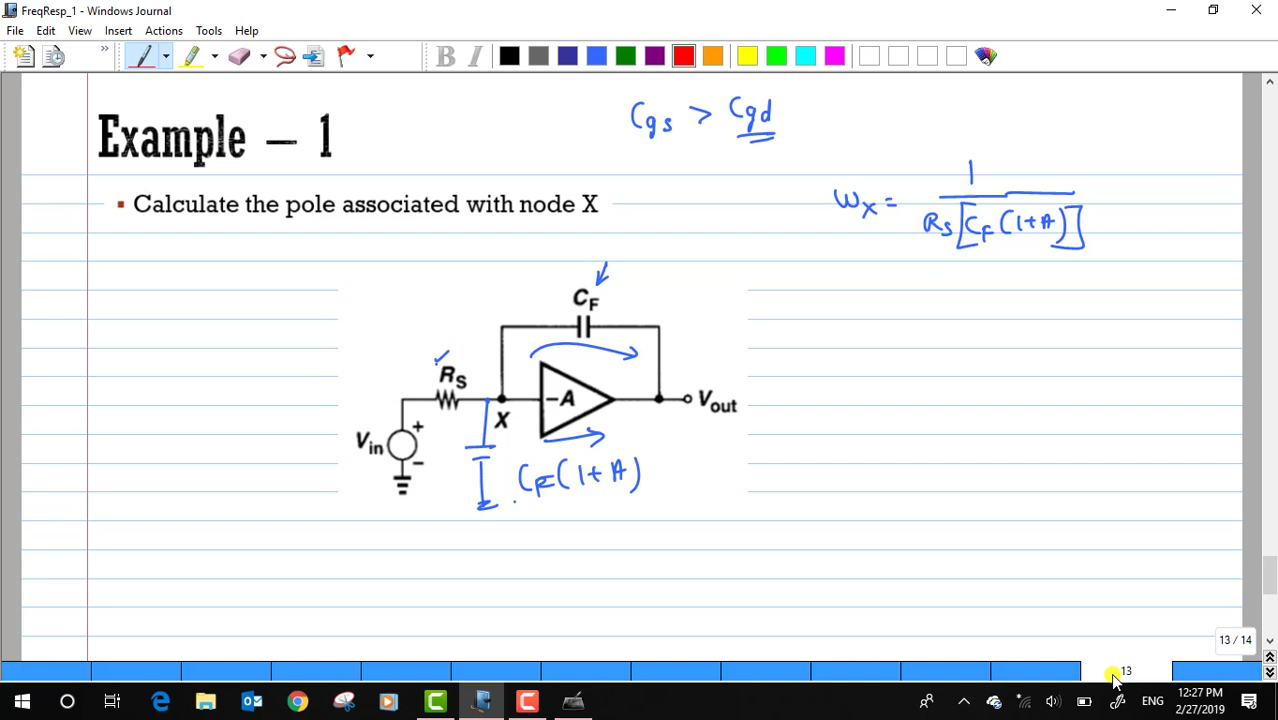 FreqResp_1 - Windows Journal
File Edit View Insert Actions Tools Help
B I
Cgs > Cgd
Example – 1
▪ Calculate the pole associated with node X
ωx = 1 / Rs[CF(1+A)]
CF
RS
X
−A
Vout
Vin
+
−
CF(1+A)
13 / 14
13
ENG
12:27 PM
2/27/2019